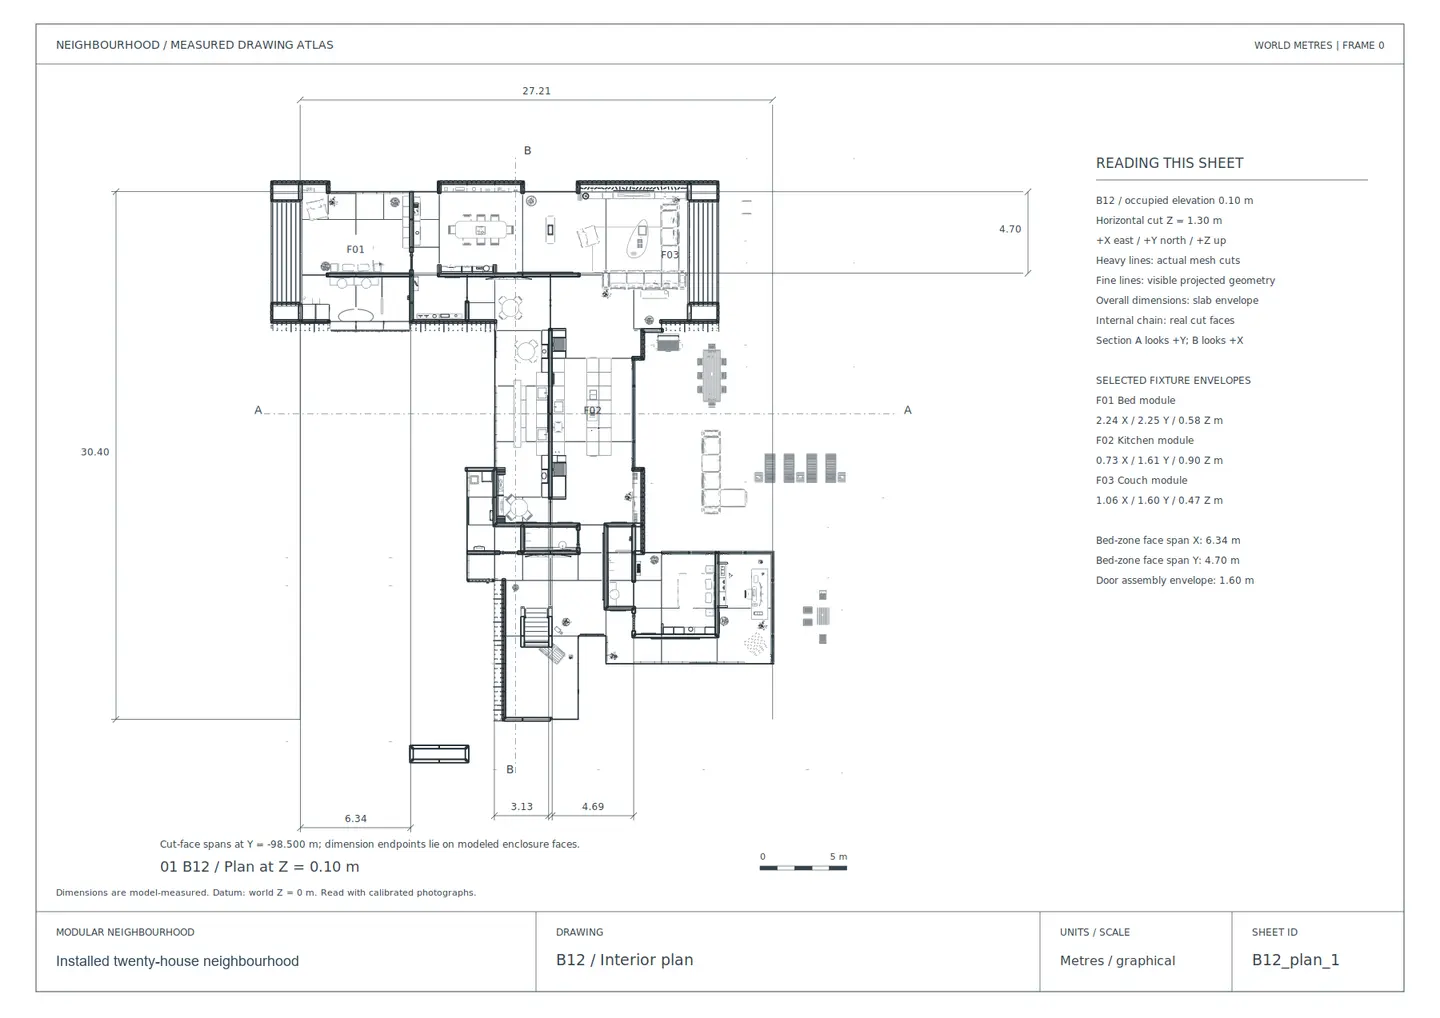 NEIGHBOURHOOD / MEASURED DRAWING ATLAS
WORLD METRES | FRAME 0
27.21
B
READING THIS SHEET
B12 / occupied elevation 0.10 m
Horizontal cut Z = 1.30 m
+X east / +Y north / +Z up
Heavy lines: actual mesh cuts
Fine lines: visible projected geometry
Overall dimensions: slab envelope
Internal chain: real cut faces
Section A looks +Y; B looks +X
SELECTED FIXTURE ENVELOPES
F01 Bed module
2.24 X / 2.25 Y / 0.58 Z m
F02 Kitchen module
0.73 X / 1.61 Y / 0.90 Z m
F03 Couch module
1.06 X / 1.60 Y / 0.47 Z m
Bed-zone face span X: 6.34 m
Bed-zone face span Y: 4.70 m
Door assembly envelope: 1.60 m
4.70
F01
F03
A
F02
A
30.40
B
3.13
4.69
6.34
Cut-face spans at Y = -98.500 m; dimension endpoints lie on modeled enclosure faces.
01 B12 / Plan at Z = 0.10 m
0
5 m
Dimensions are model-measured. Datum: world Z = 0 m. Read with calibrated photographs.
MODULAR NEIGHBOURHOOD
Installed twenty-house neighbourhood
DRAWING
B12 / Interior plan
UNITS / SCALE
Metres / graphical
SHEET ID
B12_plan_1